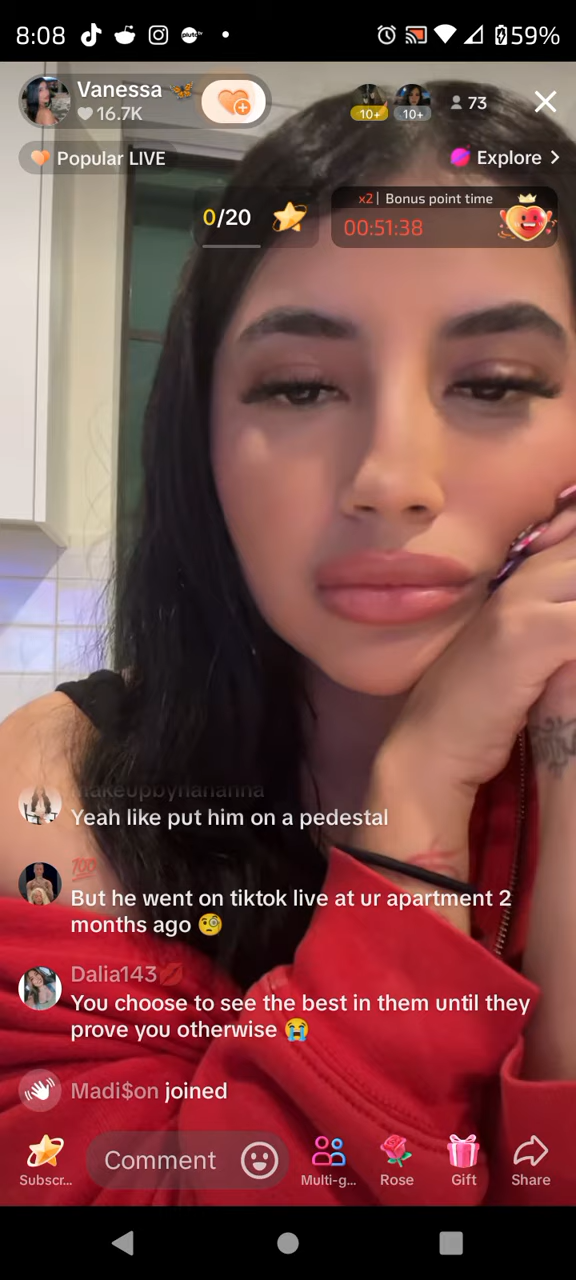 8:08
59%
Vanessa
16.7K
10+
10+
73
Popular LIVE
Explore
0/20
x2 | Bonus point time
00:51:38
makeupbyhananna
Yeah like put him on a pedestal
100
But he went on tiktok live at ur apartment 2
months ago
Dalia143
You choose to see the best in them until they
prove you otherwise
Madi$on joined
Comment
Subscr...
Multi-g...
Rose
Gift
Share